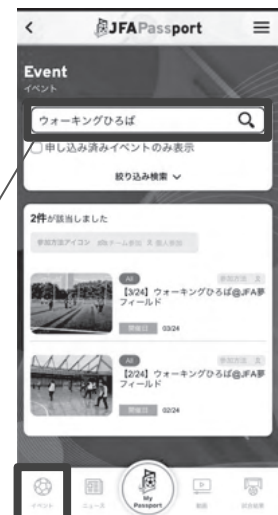 JFAPassport
Event
イベント
ウォーキングひろば
申し込み済みイベントのみ表示
絞り込み検索
2件が該当しました
参加方法アイコン チーム参加 個人参加
All 参加方法
【3/24】ウォーキングひろば@JFA夢
フィールド
開催日 03/24
All 参加方法
【2/24】ウォーキングひろば@JFA夢
フィールド
開催日 02/24
イベント ニュース My Passport 動画 試合結果